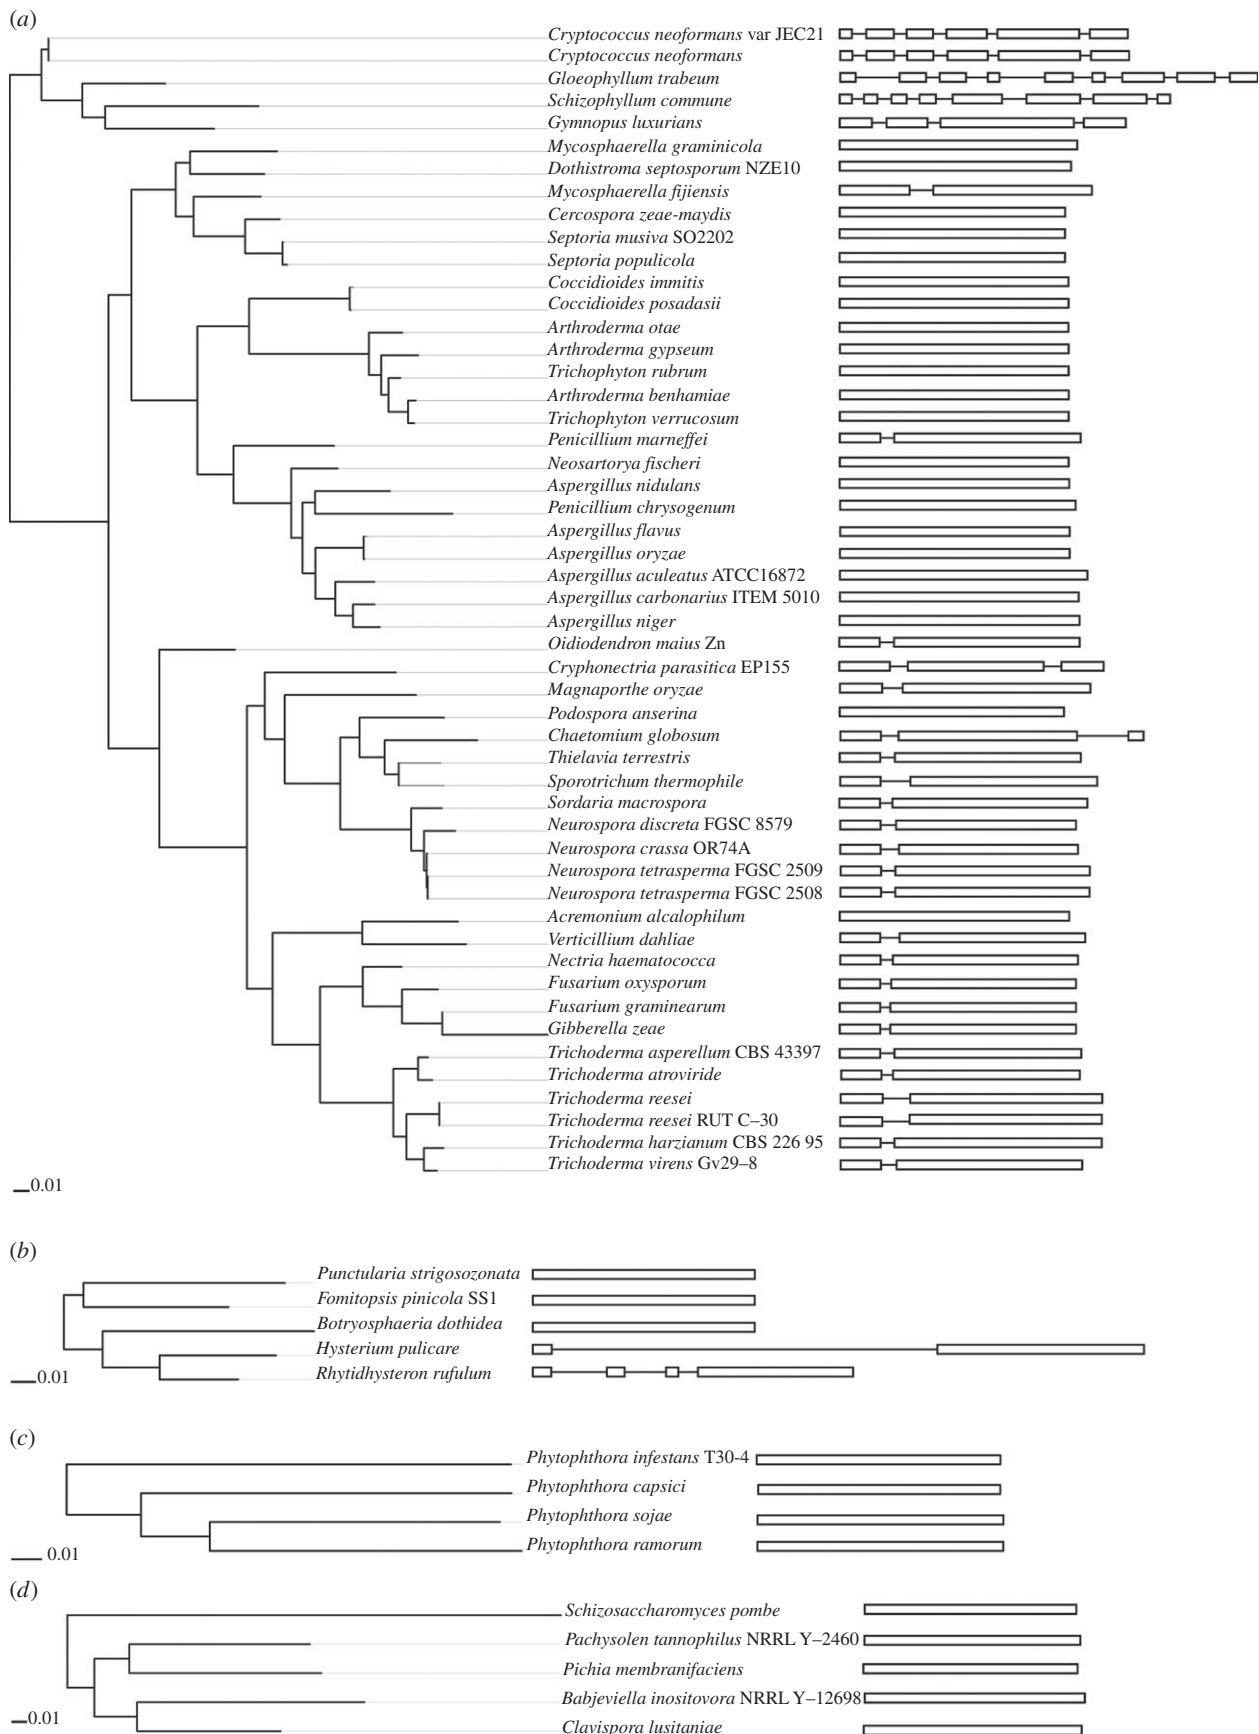 (a)
Cryptococcus neoformans var JEC21
Cryptococcus neoformans
Gloeophyllum trabeum
Schizophyllum commune
Gymnopus luxurians
Mycosphaerella graminicola
Dothistroma septosporum NZE10
Mycosphaerella fijiensis
Cercospora zeae-maydis
Septoria musiva SO2202
Septoria populicola
Coccidioides immitis
Coccidioides posadasii
Arthroderma otae
Arthroderma gypseum
Trichophyton rubrum
Arthroderma benhamiae
Trichophyton verrucosum
Penicillium marneffei
Neosartorya fischeri
Aspergillus nidulans
Penicillium chrysogenum
Aspergillus flavus
Aspergillus oryzae
Aspergillus aculeatus ATCC16872
Aspergillus carbonarius ITEM 5010
Aspergillus niger
Oidiodendron maius Zn
Cryphonectria parasitica EP155
Magnaporthe oryzae
Podospora anserina
Chaetomium globosum
Thielavia terrestris
Sporotrichum thermophile
Sordaria macrospora
Neurospora discreta FGSC 8579
Neurospora crassa OR74A
Neurospora tetrasperma FGSC 2509
Neurospora tetrasperma FGSC 2508
Acremonium alcalophilum
Verticillium dahliae
Nectria haematococca
Fusarium oxysporum
Fusarium graminearum
Gibberella zeae
Trichoderma asperellum CBS 43397
Trichoderma atroviride
Trichoderma reesei
Trichoderma reesei RUT C–30
Trichoderma harzianum CBS 226 95
Trichoderma virens Gv29–8
0.01
(b)
Punctularia strigosozonata
Fomitopsis pinicola SS1
Botryosphaeria dothidea
Hysterium pulicare
Rhytidhysteron rufulum
0.01
(c)
Phytophthora infestans T30-4
Phytophthora capsici
Phytophthora sojae
Phytophthora ramorum
0.01
(d)
Schizosaccharomyces pombe
Pachysolen tannophilus NRRL Y–2460
Pichia membranifaciens
Babjeviella inositovora NRRL Y–12698
Clavispora lusitaniae
0.01